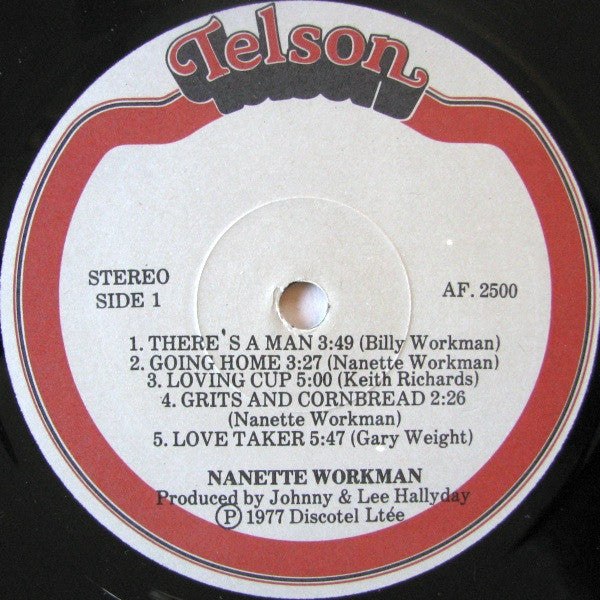 Telson
STEREO
SIDE 1
AF. 2500
1. THERE'S A MAN 3:49 (Billy Workman)
2. GOING HOME 3:27 (Nanette Workman)
3. LOVING CUP 5:00 (Keith Richards)
4. GRITS AND CORNBREAD 2:26
(Nanette Workman)
5. LOVE TAKER 5:47 (Gary Weight)
NANETTE WORKMAN
Produced by Johnny & Lee Hallyday
Ⓟ 1977 Discotel Ltée